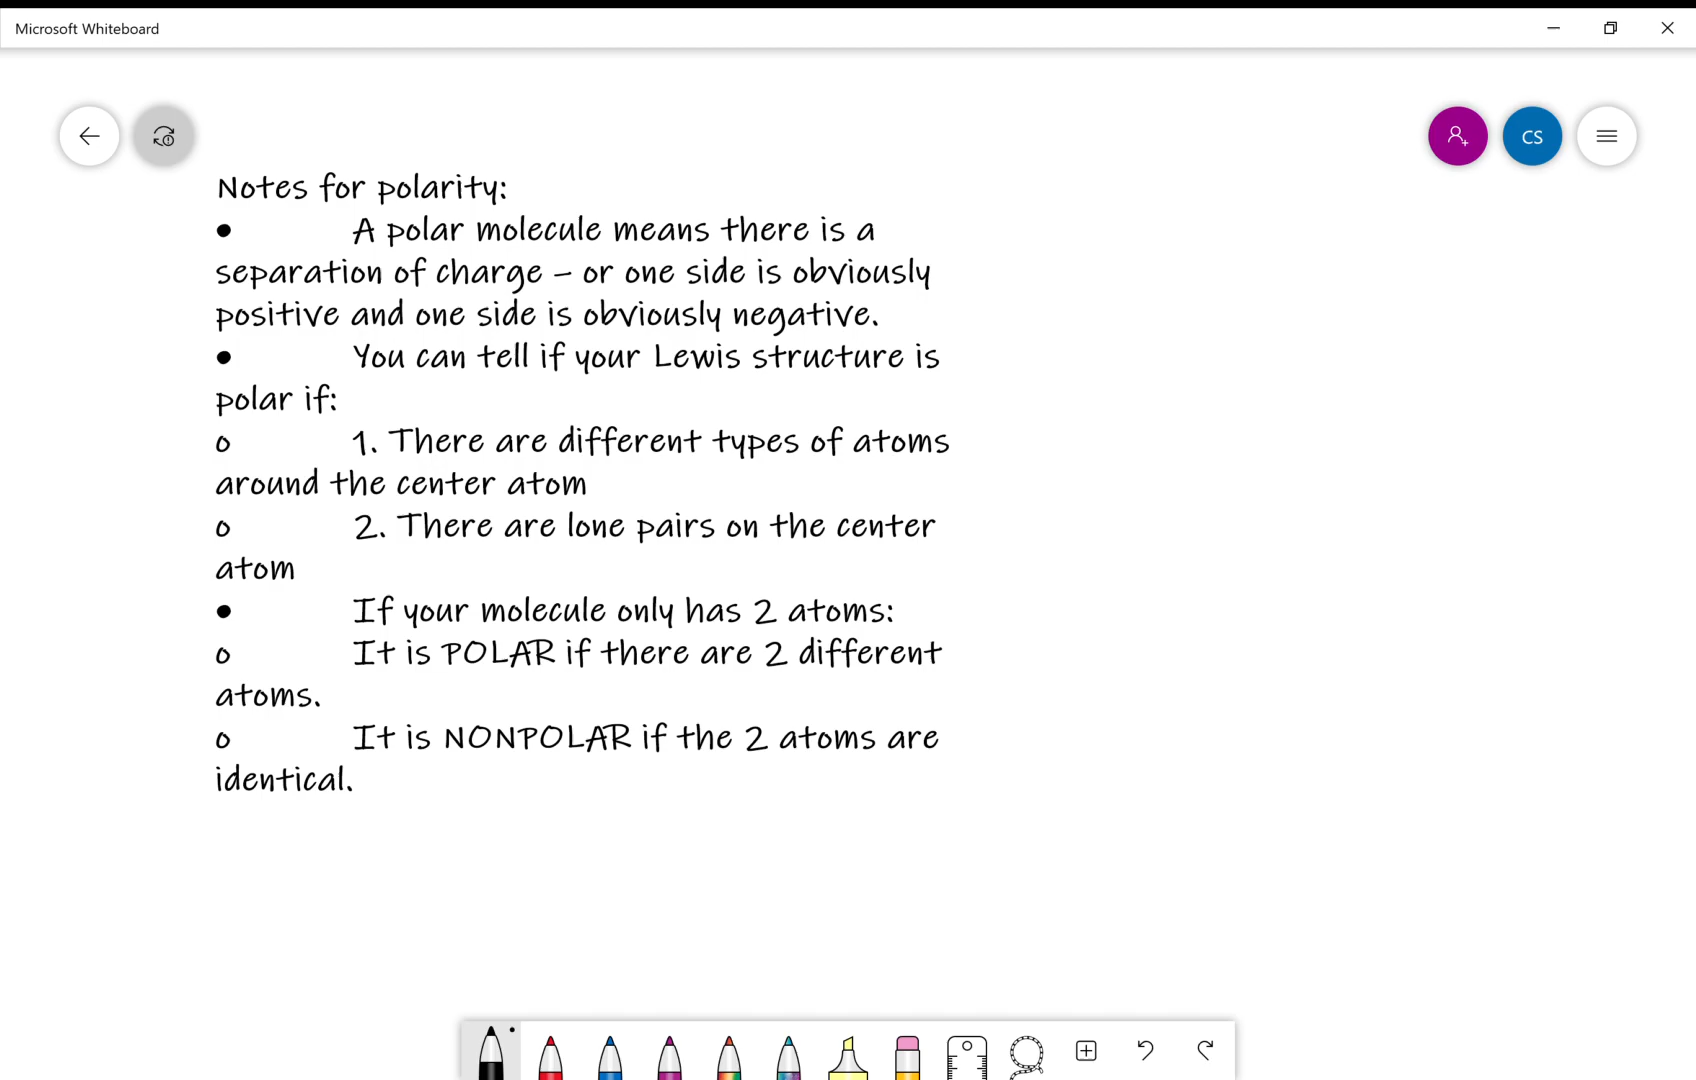 Microsoft Whiteboard
CS
Notes for polarity:
• A polar molecule means there is a
separation of charge – or one side is obviously
positive and one side is obviously negative.
• You can tell if your Lewis structure is
polar if:
o 1. There are different types of atoms
around the center atom
o 2. There are lone pairs on the center
atom
• If your molecule only has 2 atoms:
o It is POLAR if there are 2 different
atoms.
o It is NONPOLAR if the 2 atoms are
identical.